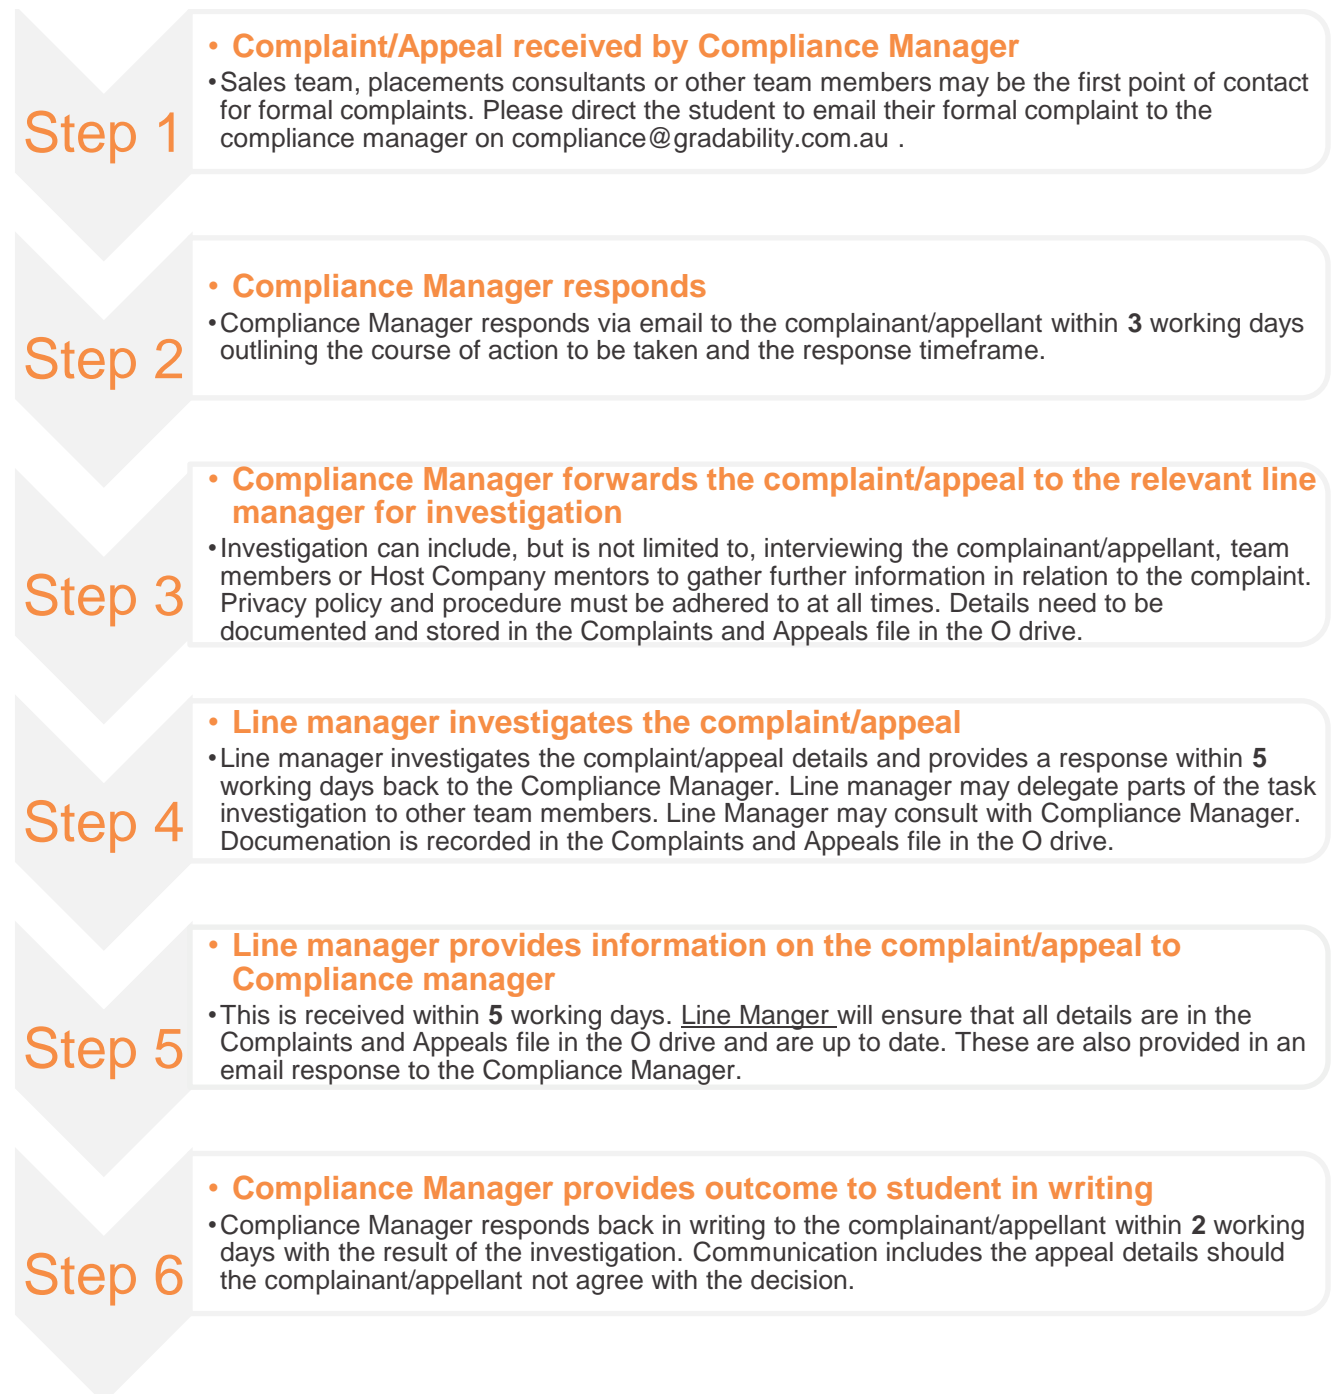 Step 1
• Complaint/Appeal received by Compliance Manager
•Sales team, placements consultants or other team members may be the first point of contact
for formal complaints. Please direct the student to email their formal complaint to the
compliance manager on compliance@gradability.com.au .
Step 2
• Compliance Manager responds
•Compliance Manager responds via email to the complainant/appellant within 3 working days
outlining the course of action to be taken and the response timeframe.
Step 3
• Compliance Manager forwards the complaint/appeal to the relevant line
manager for investigation
•Investigation can include, but is not limited to, interviewing the complainant/appellant, team
members or Host Company mentors to gather further information in relation to the complaint.
Privacy policy and procedure must be adhered to at all times. Details need to be
documented and stored in the Complaints and Appeals file in the O drive.
Step 4
• Line manager investigates the complaint/appeal
•Line manager investigates the complaint/appeal details and provides a response within 5
working days back to the Compliance Manager. Line manager may delegate parts of the task
investigation to other team members. Line Manager may consult with Compliance Manager.
Documenation is recorded in the Complaints and Appeals file in the O drive.
Step 5
• Line manager provides information on the complaint/appeal to
Compliance manager
•This is received within 5 working days. Line Manger will ensure that all details are in the
Complaints and Appeals file in the O drive and are up to date. These are also provided in an
email response to the Compliance Manager.
Step 6
• Compliance Manager provides outcome to student in writing
•Compliance Manager responds back in writing to the complainant/appellant within 2 working
days with the result of the investigation. Communication includes the appeal details should
the complainant/appellant not agree with the decision.